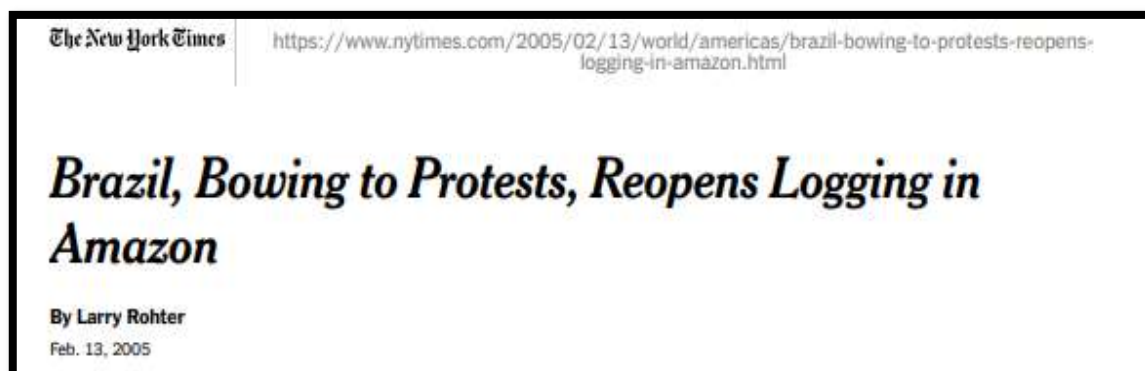 The New York Times
https://www.nytimes.com/2005/02/13/world/americas/brazil-bowing-to-protests-reopens-
logging-in-amazon.html
Brazil, Bowing to Protests, Reopens Logging in
Amazon
By Larry Rohter
Feb. 13, 2005